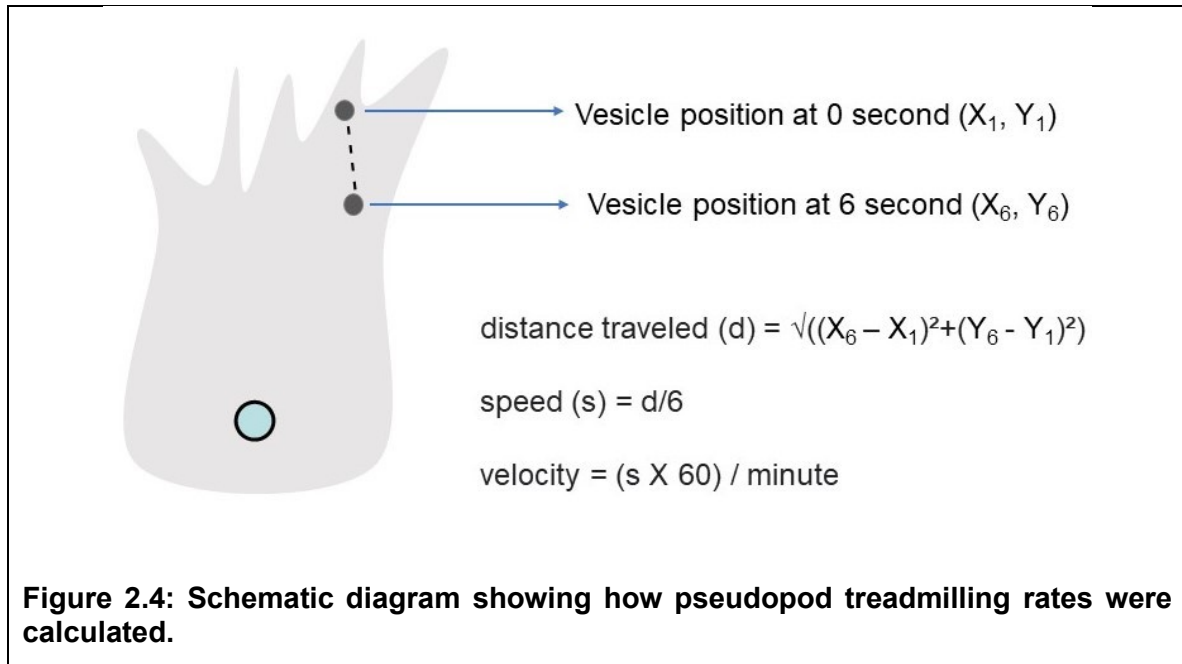 Vesicle position at 0 second (X₁, Y₁)
Vesicle position at 6 second (X₆, Y₆)
distance traveled (d) = √((X₆ – X₁)²+(Y₆ - Y₁)²)
speed (s) = d/6
velocity = (s X 60) / minute
Figure 2.4: Schematic diagram showing how pseudopod treadmilling rates were
calculated.